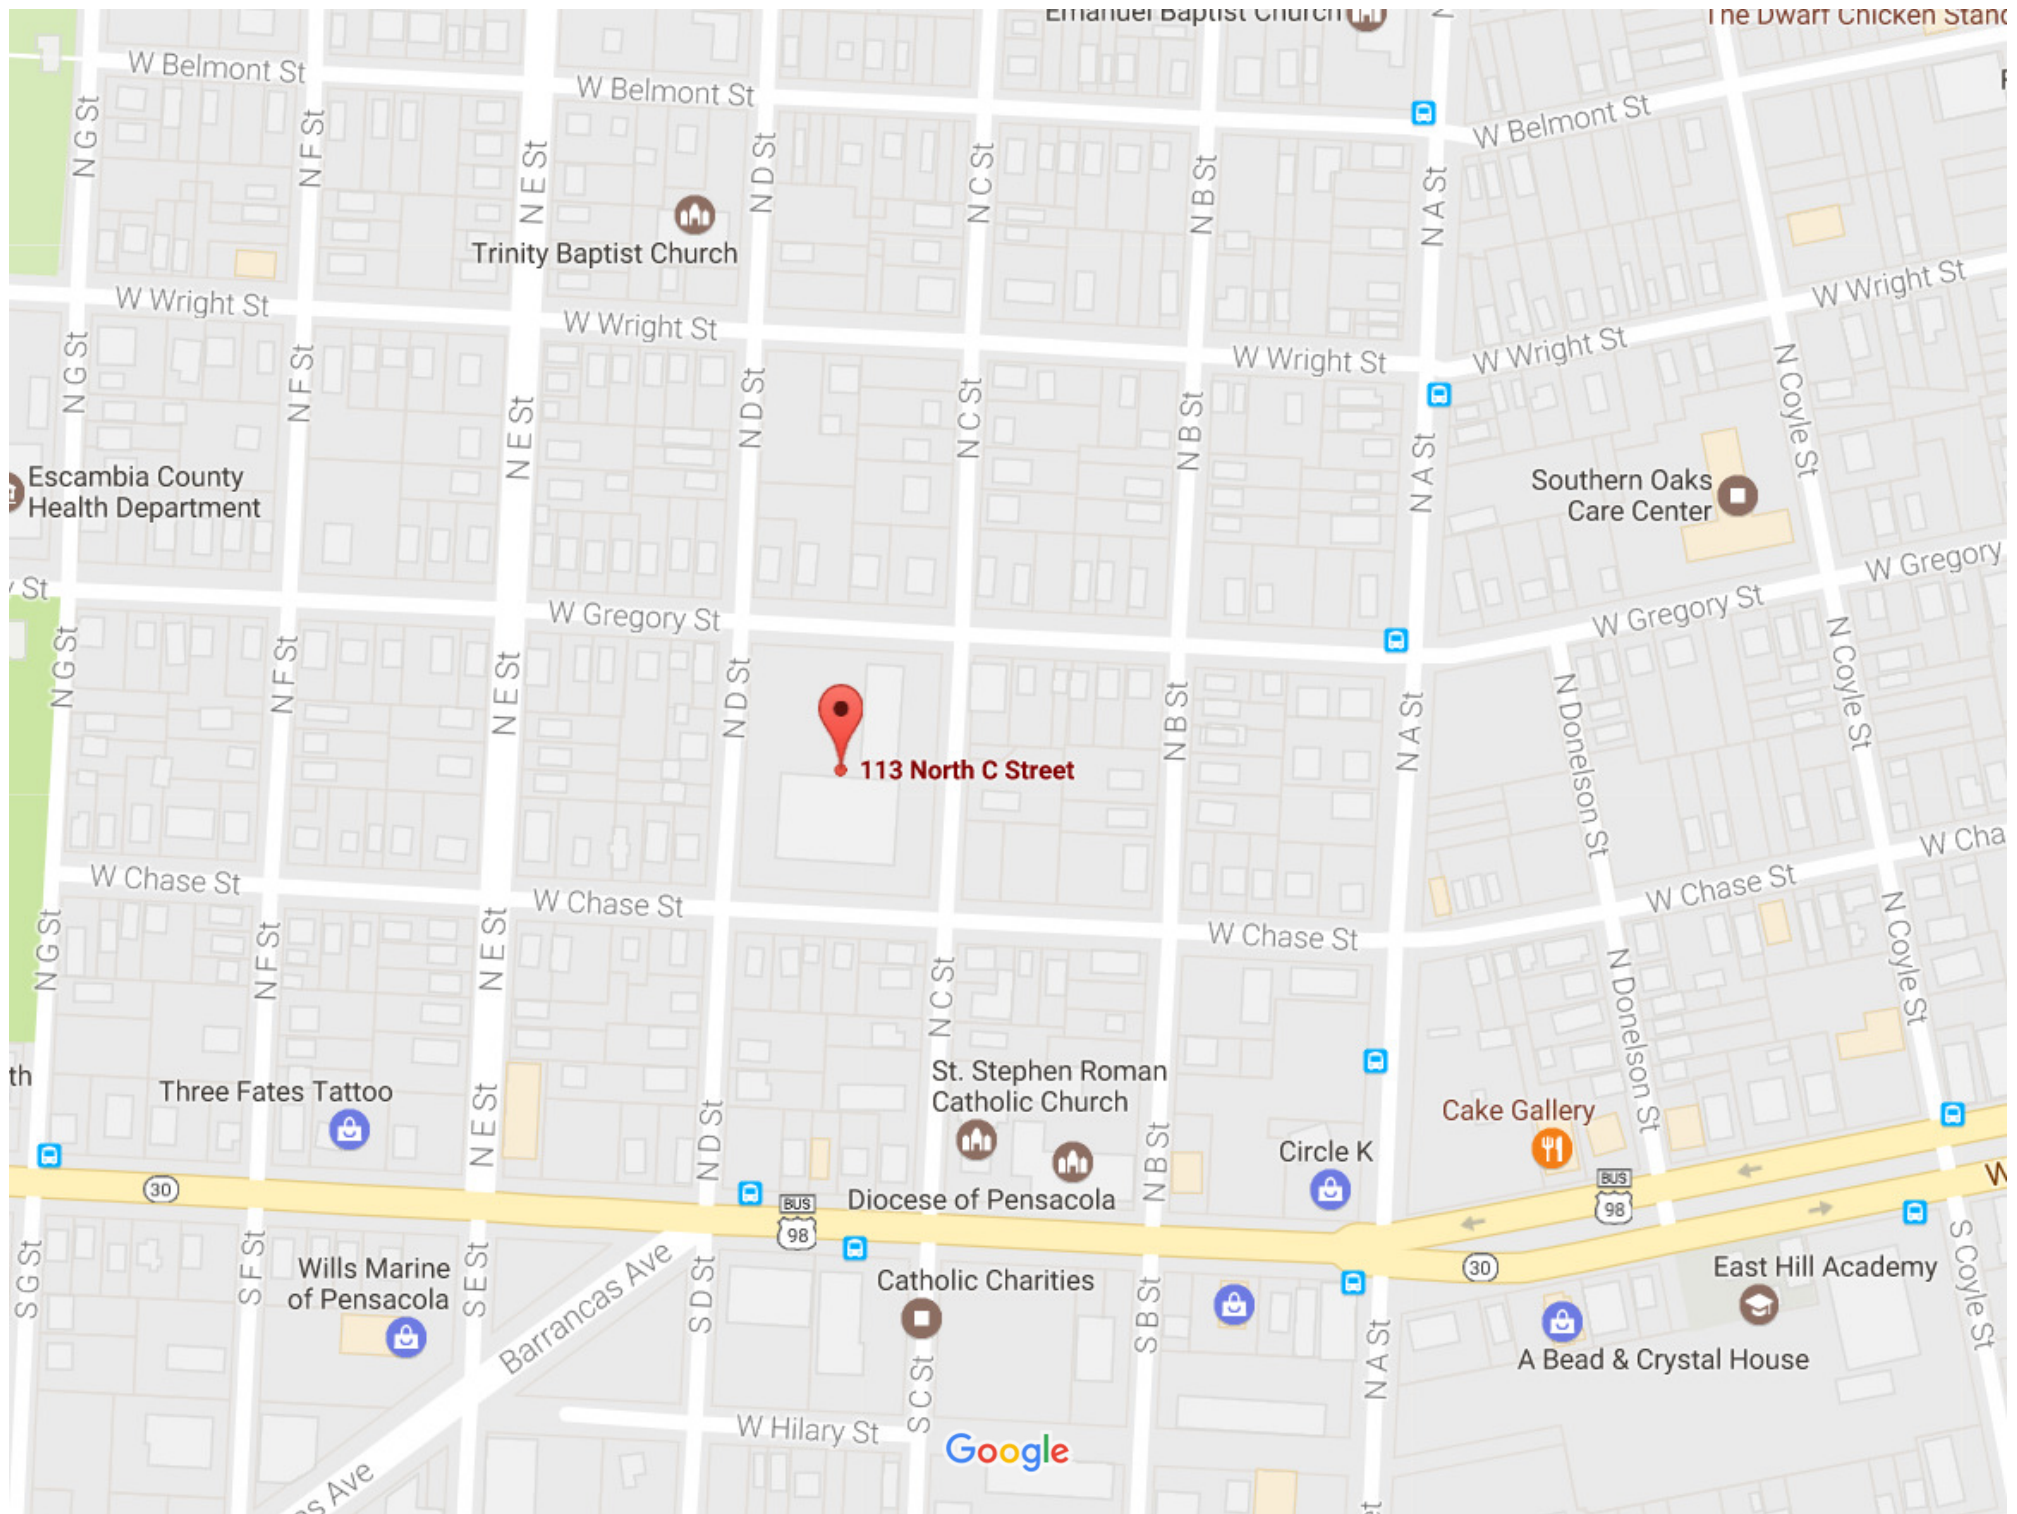 Emanuel Baptist Church
The Dwarf Chicken Stand
W Belmont St
W Belmont St
W Belmont St
N G St
N F St
N E St
N D St
N C St
N B St
N A St
Trinity Baptist Church
W Wright St
W Wright St
W Wright St
W Wright St
W Wright St
N G St
N F St
N E St
N D St
N C St
N B St
N A St
N Coyle St
Escambia County
Health Department
Southern Oaks
Care Center
y St
W Gregory St
W Gregory St
W Gregory
N G St
N F St
N E St
N D St
N B St
N A St
N Donelson St
N Coyle St
113 North C Street
W Chase St
W Chase St
W Chase St
W Chase St
W Cha
N G St
N F St
N E St
N C St
N Donelson St
N Coyle St
th
Three Fates Tattoo
N E St
N D St
St. Stephen Roman
Catholic Church
N B St
Cake Gallery
Circle K
Diocese of Pensacola
30
BUS
98
BUS
98
W
30
S G St
S F St
Wills Marine
of Pensacola
S E St
Barrancas Ave
S D St
Catholic Charities
S B St
East Hill Academy
S Coyle St
N A St
A Bead & Crystal House
S C St
W Hilary St
Google
as Ave